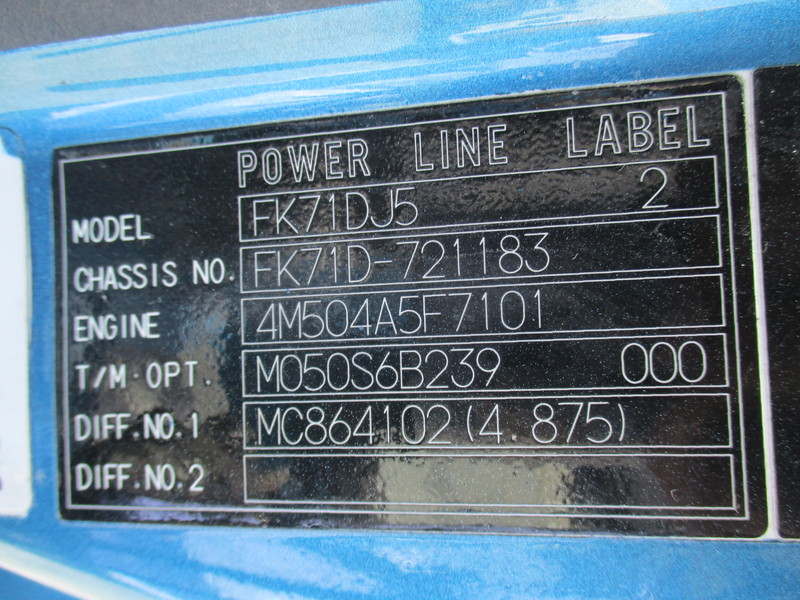 POWER LINE LABEL
MODEL FK71DJ5 2
CHASSIS NO. FK71D-721183
ENGINE 4M504A5F7101
T/M·OPT. M050S6B239 000
DIFF.NO.1 MC864102(4 875)
DIFF.NO.2